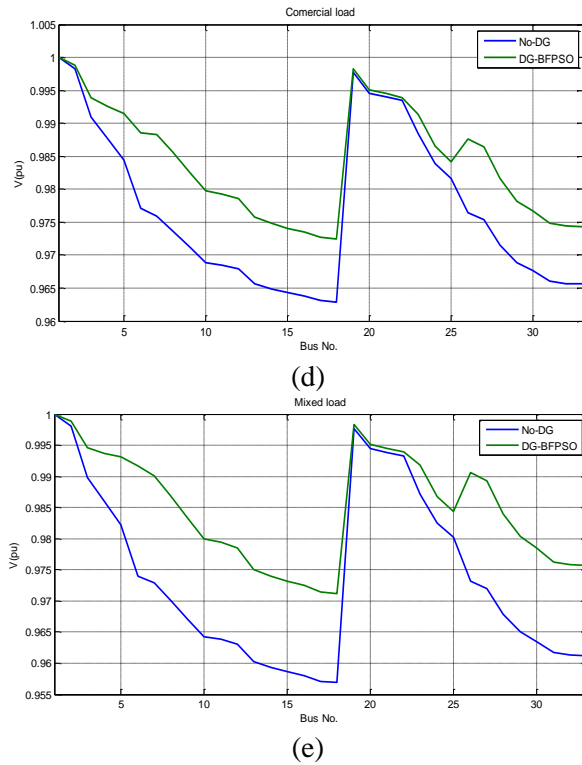 Comercial load
1.005
1
0.995
0.99
0.985
0.98
0.975
0.97
0.965
0.96
V(pu)
No-DG
DG-BFPSO
5
10
15
20
25
30
Bus No.
(d)
Mixed load
1
0.995
0.99
0.985
0.98
0.975
0.97
0.965
0.96
0.955
V(pu)
No-DG
DG-BFPSO
5
10
15
20
25
30
Bus No.
(e)